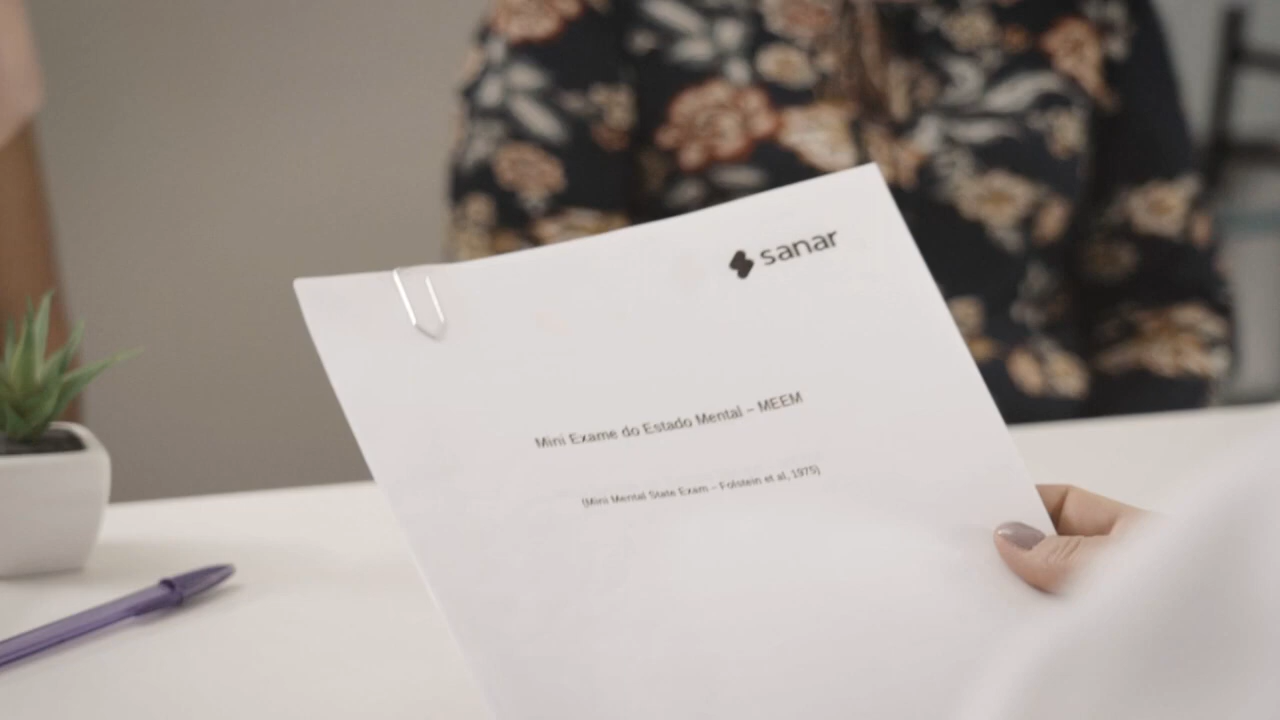 sanar
Mini Exame do Estado Mental – MEEM
(Mini Mental State Exam – Folstein et al, 1975)